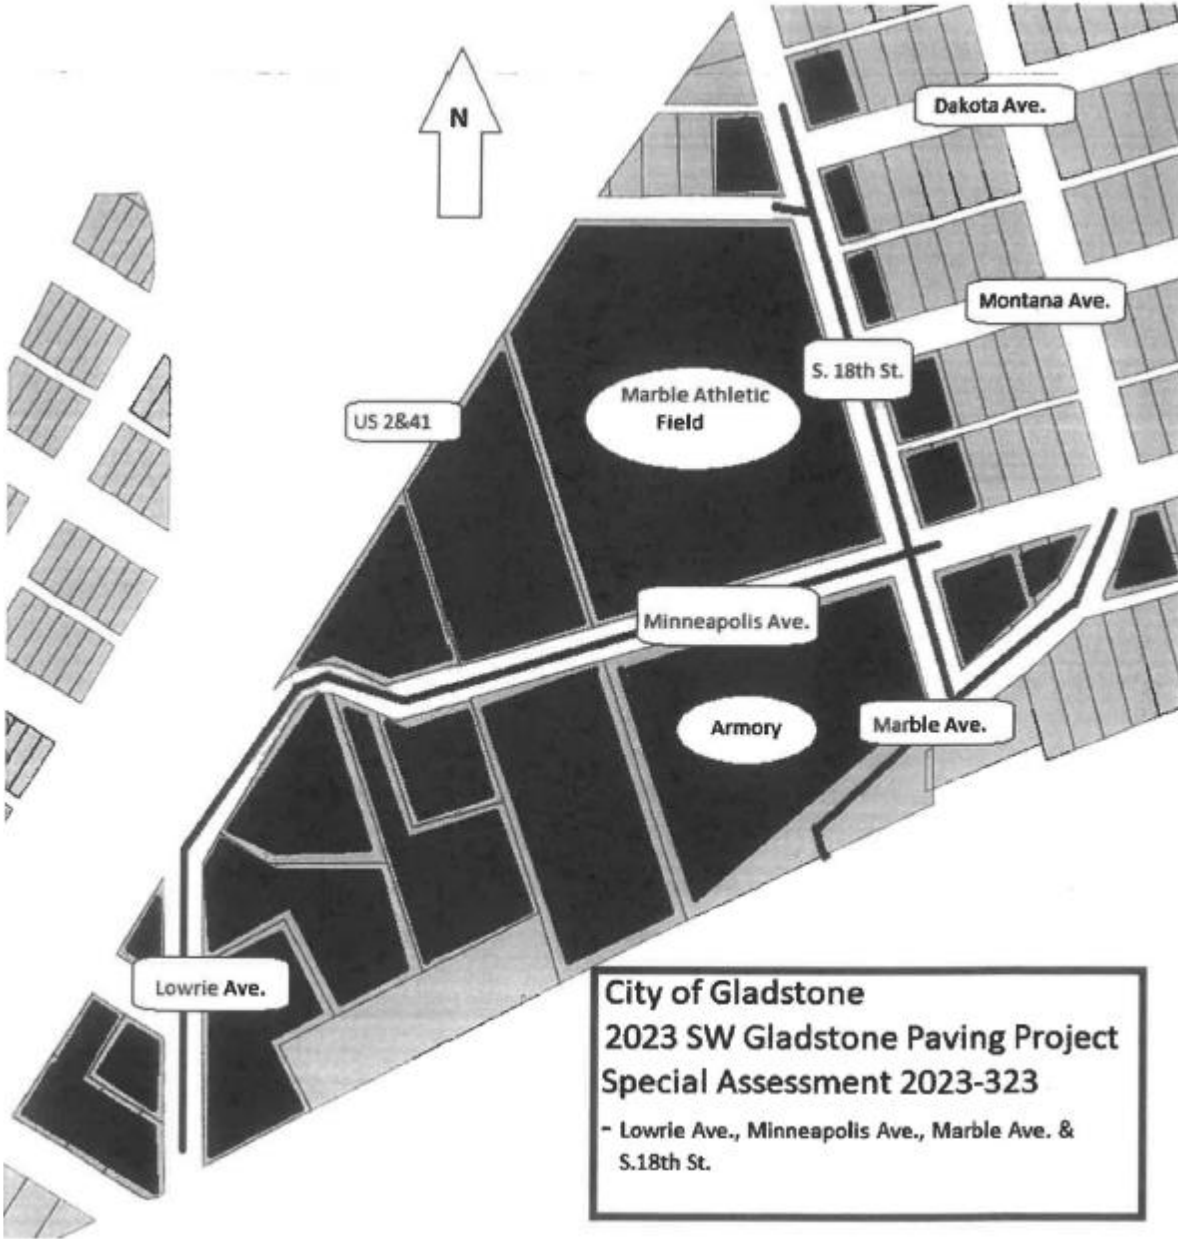 N
Dakota Ave.
Montana Ave.
S. 18th St.
Marble Athletic
Field
US 2&41
Minneapolis Ave.
Armory
Marble Ave.
Lowrie Ave.
City of Gladstone
2023 SW Gladstone Paving Project
Special Assessment 2023-323
- Lowrie Ave., Minneapolis Ave., Marble Ave. &
S.18th St.